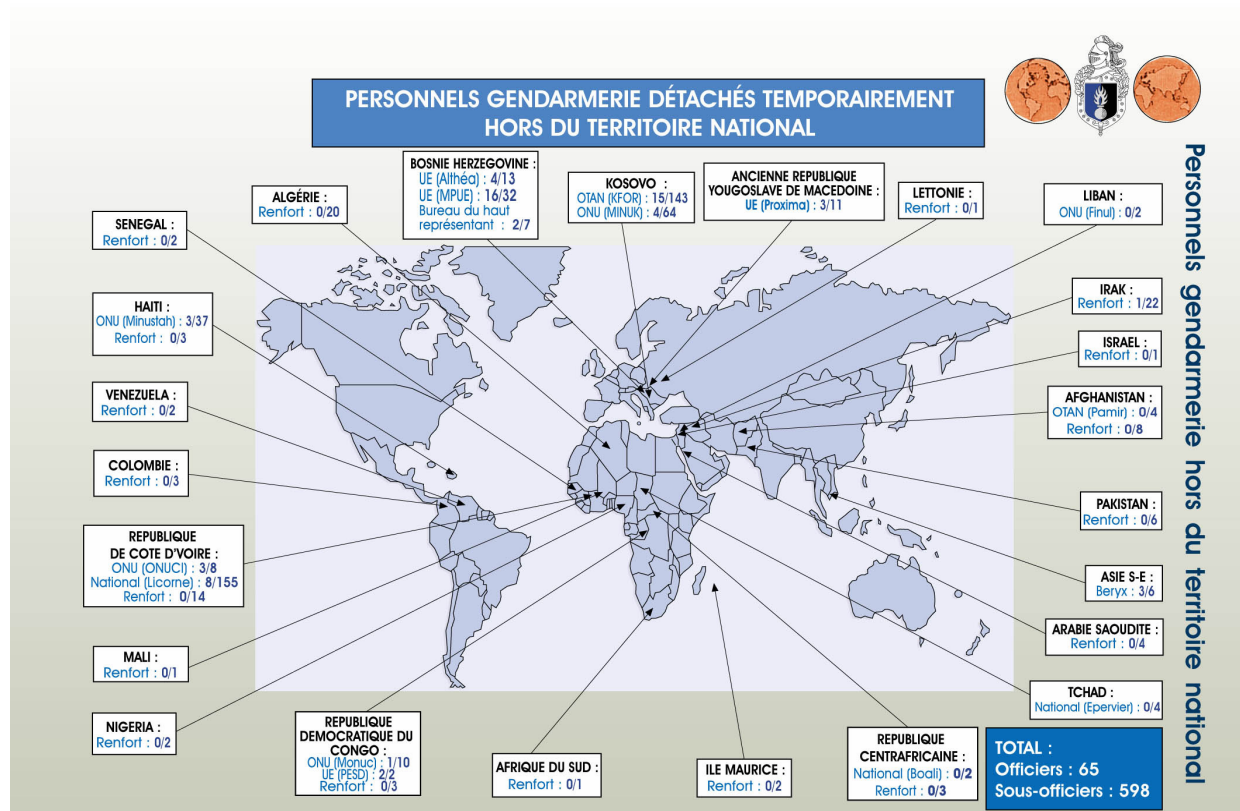 PERSONNELS GENDARMERIE DÉTACHÉS TEMPORAIREMENT
HORS DU TERRITOIRE NATIONAL
Personnels gendarmerie hors du territoire national
SENEGAL :
Renfort : 0/2
ALGÉRIE :
Renfort : 0/20
BOSNIE HERZEGOVINE :
UE (Althéa) : 4/13
UE (MPUE) : 16/32
Bureau du haut
représentant : 2/7
KOSOVO :
OTAN (KFOR) : 15/143
ONU (MINUK) : 4/64
ANCIENNE REPUBLIQUE
YOUGOSLAVE DE MACEDOINE :
UE (Proxima) : 3/11
LETTONIE :
Renfort : 0/1
LIBAN :
ONU (Finul) : 0/2
HAITI :
ONU (Minustah) : 3/37
Renfort : 0/3
IRAK :
Renfort : 1/22
ISRAEL :
Renfort : 0/1
VENEZUELA :
Renfort : 0/2
AFGHANISTAN :
OTAN (Pamir) : 0/4
Renfort : 0/8
COLOMBIE :
Renfort : 0/3
PAKISTAN :
Renfort : 0/6
REPUBLIQUE
DE COTE D'VOIRE :
ONU (ONUCI) : 3/8
National (Licorne) : 8/155
Renfort : 0/14
ASIE S-E :
Beryx : 3/6
ARABIE SAOUDITE :
Renfort : 0/4
MALI :
Renfort : 0/1
TCHAD :
National (Epervier) : 0/4
NIGERIA :
Renfort : 0/2
REPUBLIQUE
DEMOCRATIQUE DU
CONGO :
ONU (Monuc) : 1/10
UE (PESD) : 2/2
Renfort : 0/3
AFRIQUE DU SUD :
Renfort : 0/1
ILE MAURICE :
Renfort : 0/2
REPUBLIQUE
CENTRAFRICAINE :
National (Boali) : 0/2
Renfort : 0/3
TOTAL :
Officiers : 65
Sous-officiers : 598